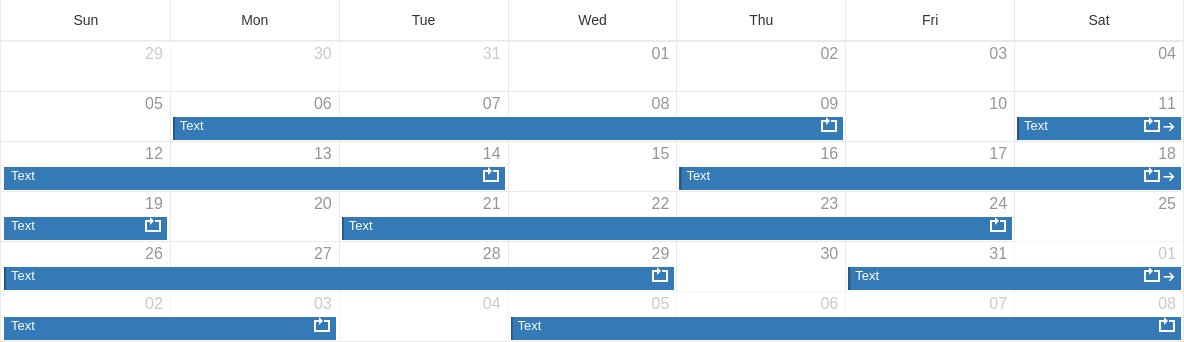 Sun Mon Tue Wed Thu Fri Sat
29 30 31 01 02 03 04
05 06 07 08 09 10 11
Text Text
12 13 14 15 16 17 18
Text Text
19 20 21 22 23 24 25
Text Text
26 27 28 29 30 31 01
Text Text
02 03 04 05 06 07 08
Text Text